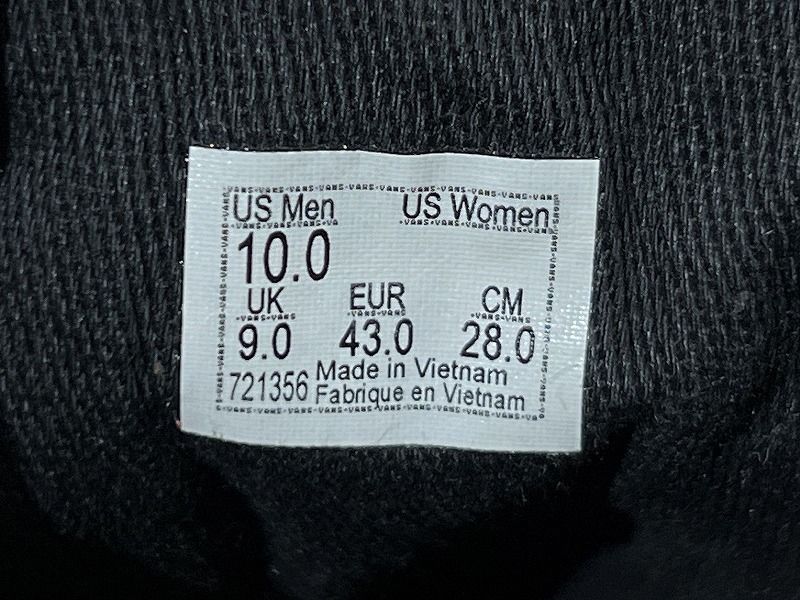 US Men US Women
10.0
UK EUR CM
9.0 43.0 28.0
721356 Made in Vietnam
Fabrique en Vietnam